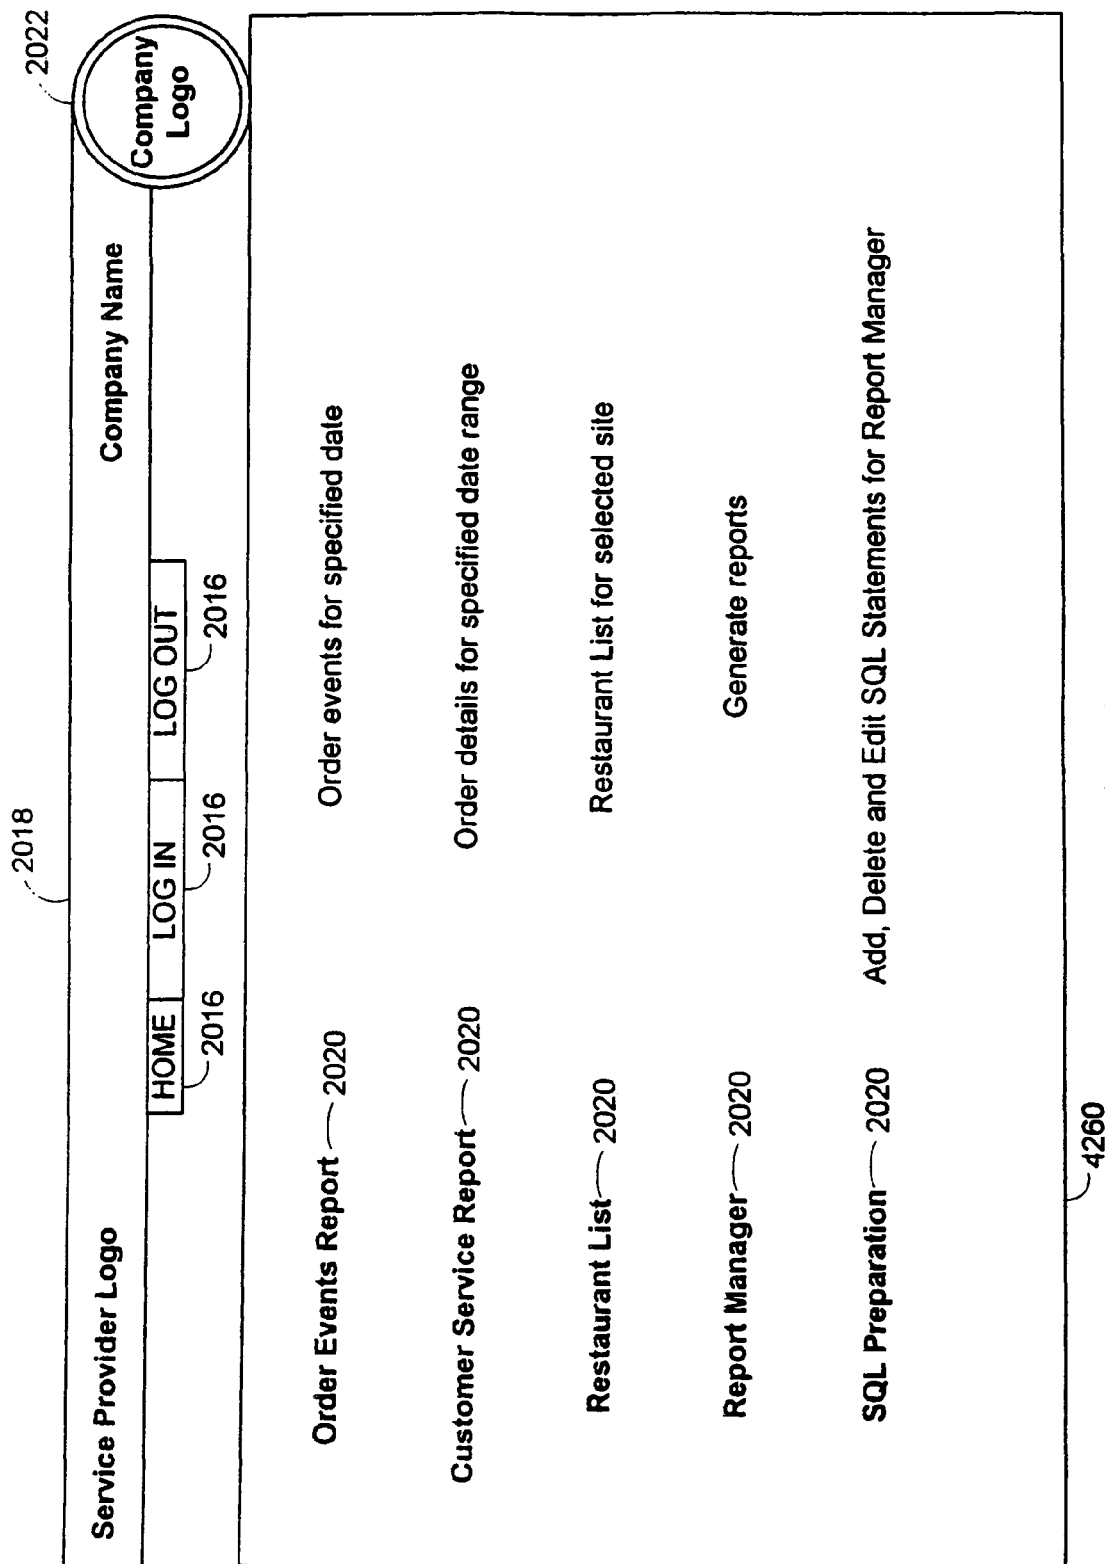 2018
2022
Service Provider Logo
Company Name
Company
Logo
HOME
LOG IN
LOG OUT
2016
2016
2016
Order Events Report 2020
Order events for specified date
Customer Service Report 2020
Order details for specified date range
Restaurant List 2020
Restaurant List for selected site
Report Manager 2020
Generate reports
SQL Preparation 2020
Add, Delete and Edit SQL Statements for Report Manager
4260